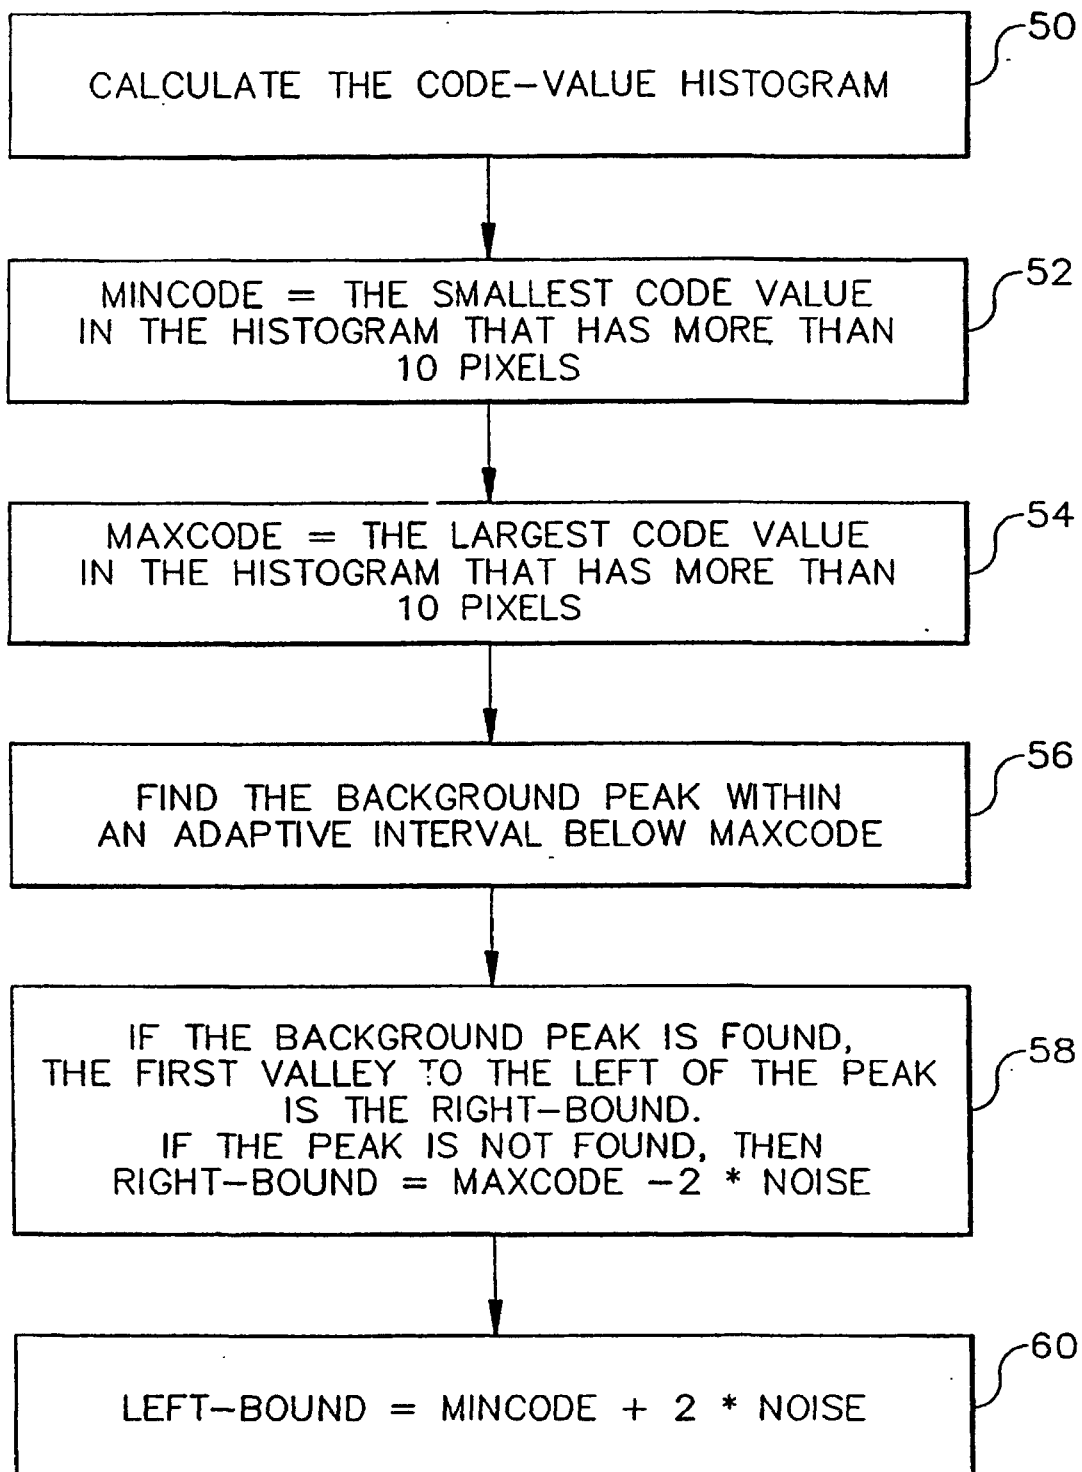 50
CALCULATE THE CODE-VALUE HISTOGRAM
52
MINCODE = THE SMALLEST CODE VALUE
IN THE HISTOGRAM THAT HAS MORE THAN
10 PIXELS
54
MAXCODE = THE LARGEST CODE VALUE
IN THE HISTOGRAM THAT HAS MORE THAN
10 PIXELS
56
FIND THE BACKGROUND PEAK WITHIN
AN ADAPTIVE INTERVAL BELOW MAXCODE
58
IF THE BACKGROUND PEAK IS FOUND,
THE FIRST VALLEY TO THE LEFT OF THE PEAK
IS THE RIGHT-BOUND.
IF THE PEAK IS NOT FOUND, THEN
RIGHT-BOUND = MAXCODE -2 * NOISE
60
LEFT-BOUND = MINCODE + 2 * NOISE